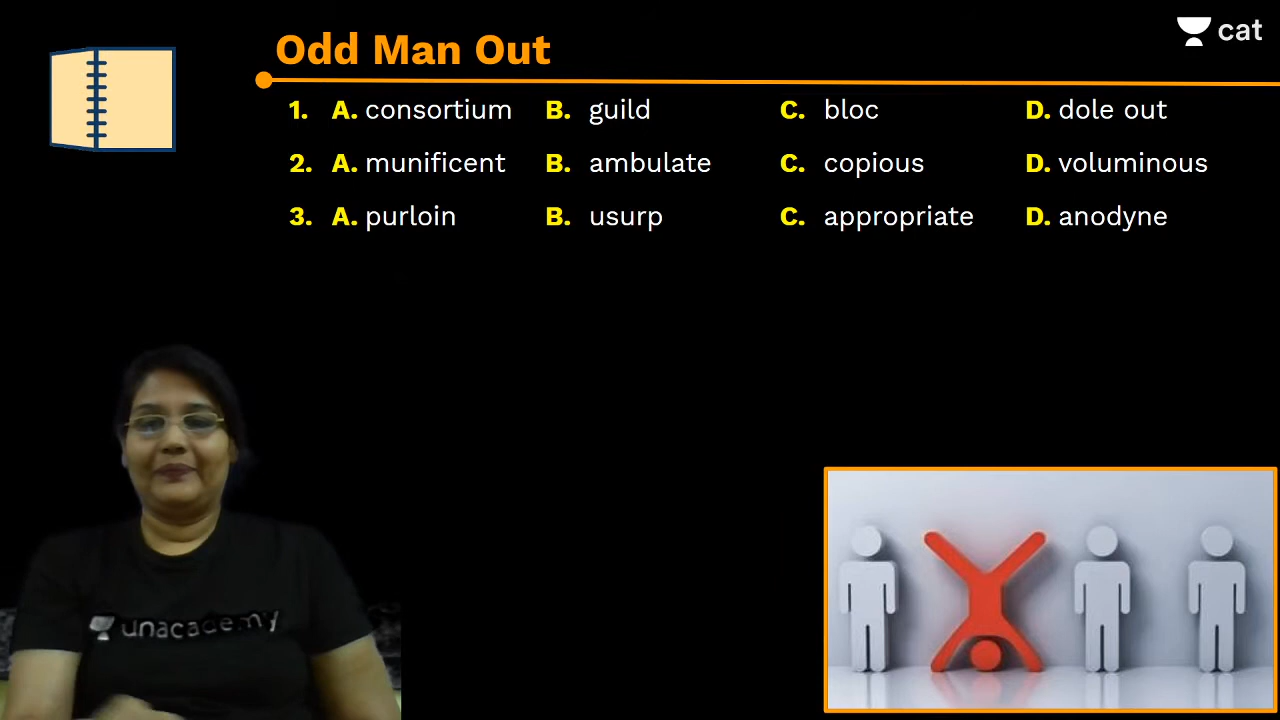 cat
Odd Man Out
1. A. consortium B. guild C. bloc D. dole out
2. A. munificent B. ambulate C. copious D. voluminous
3. A. purloin B. usurp C. appropriate D. anodyne
unacademy